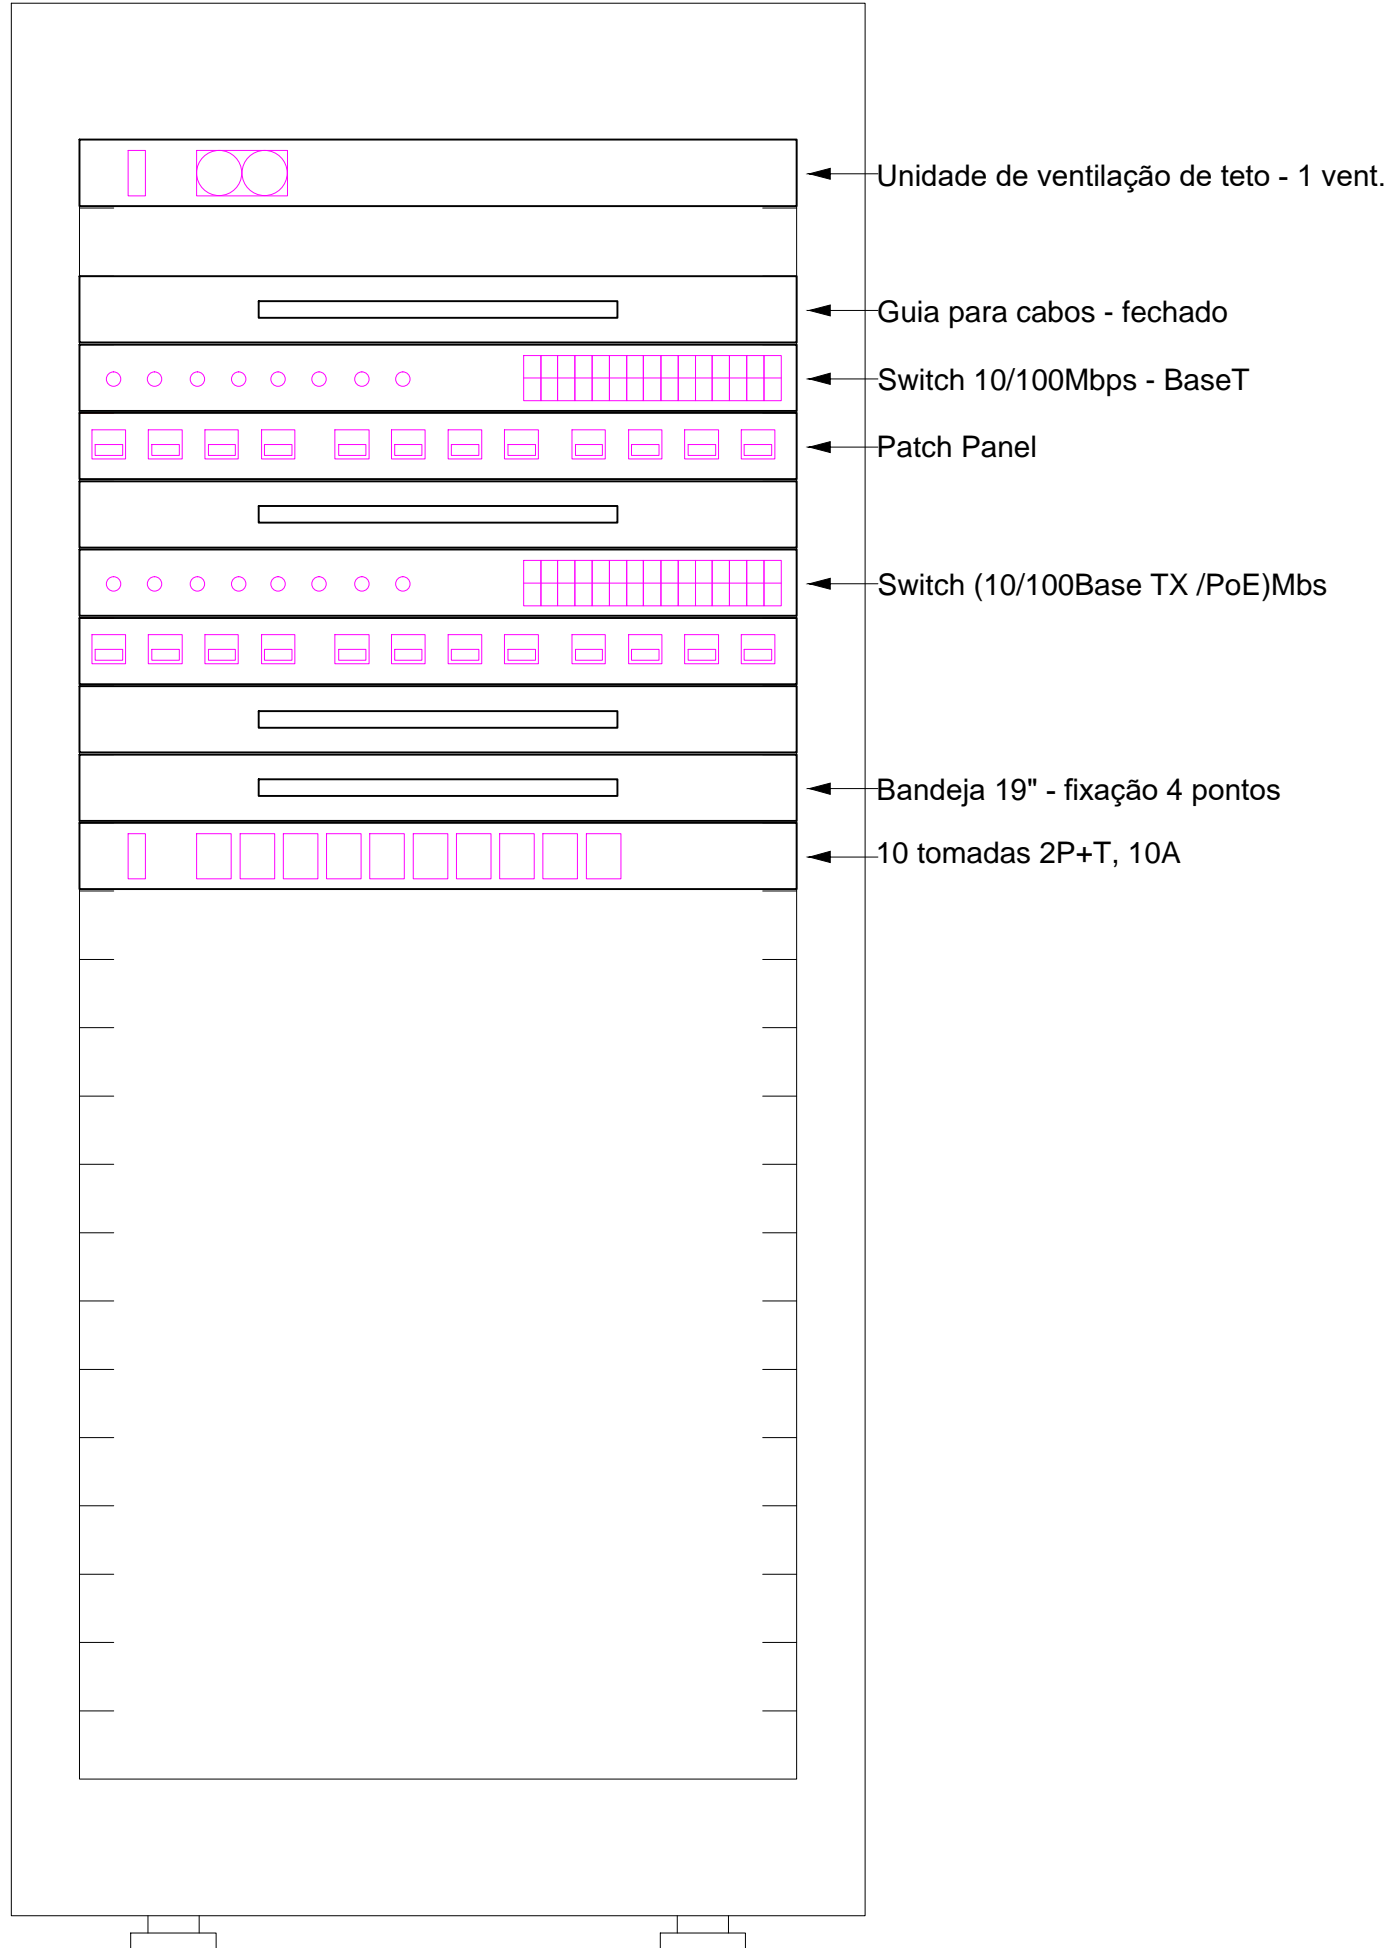 Unidade de ventilação de teto - 1 vent.
Guia para cabos - fechado
Switch 10/100Mbps - BaseT
Patch Panel
Switch (10/100Base TX /PoE)Mbs
Bandeja 19" - fixação 4 pontos
10 tomadas 2P+T, 10A